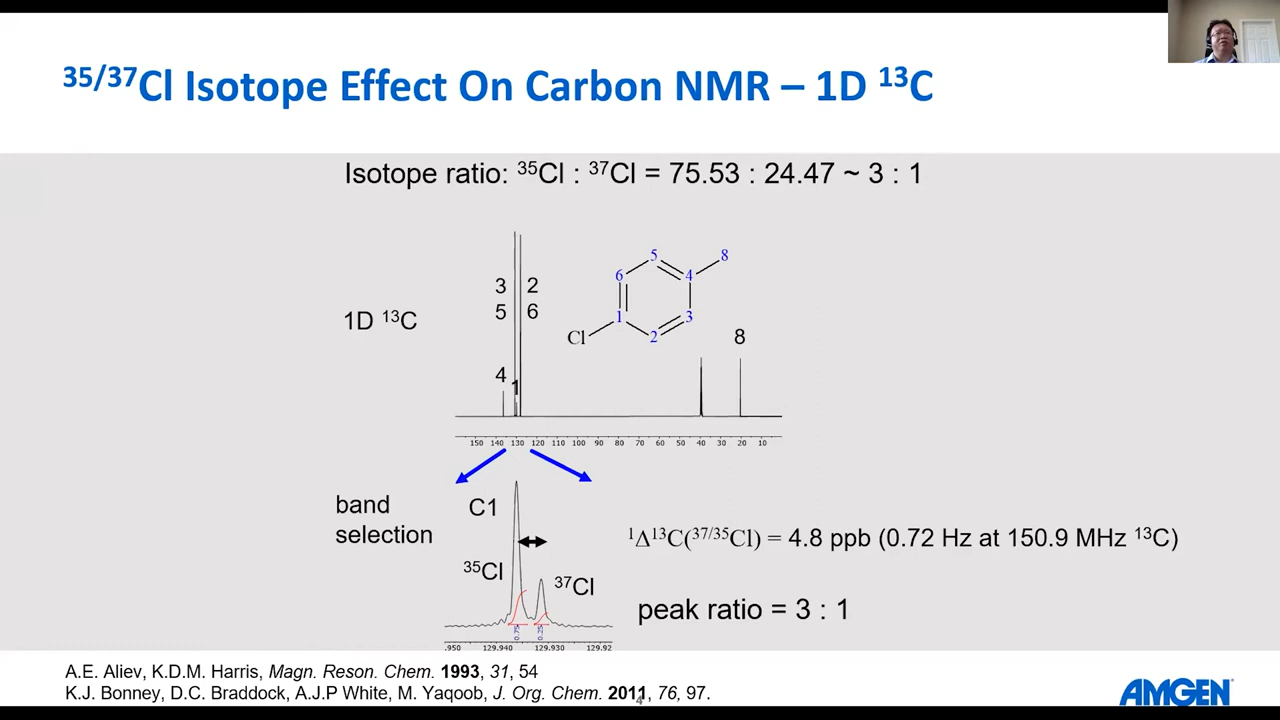 35/37Cl Isotope Effect On Carbon NMR – 1D 13C
Isotope ratio: 35Cl : 37Cl = 75.53 : 24.47 ~ 3 : 1
5
8
6
4
3 2
5 6
1D 13C
1
3
Cl
2
8
4
1
150 140 130 120 110 100 90 80 70 60 50 40 30 20 10
band
selection
C1
1Δ13C(37/35Cl) = 4.8 ppb (0.72 Hz at 150.9 MHz 13C)
35Cl
37Cl
peak ratio = 3 : 1
0.75 0.25
.950 129.940 129.930 129.92
A.E. Aliev, K.D.M. Harris, Magn. Reson. Chem. 1993, 31, 54
K.J. Bonney, D.C. Braddock, A.J.P White, M. Yaqoob, J. Org. Chem. 2011, 76, 97.
4
AMGEN